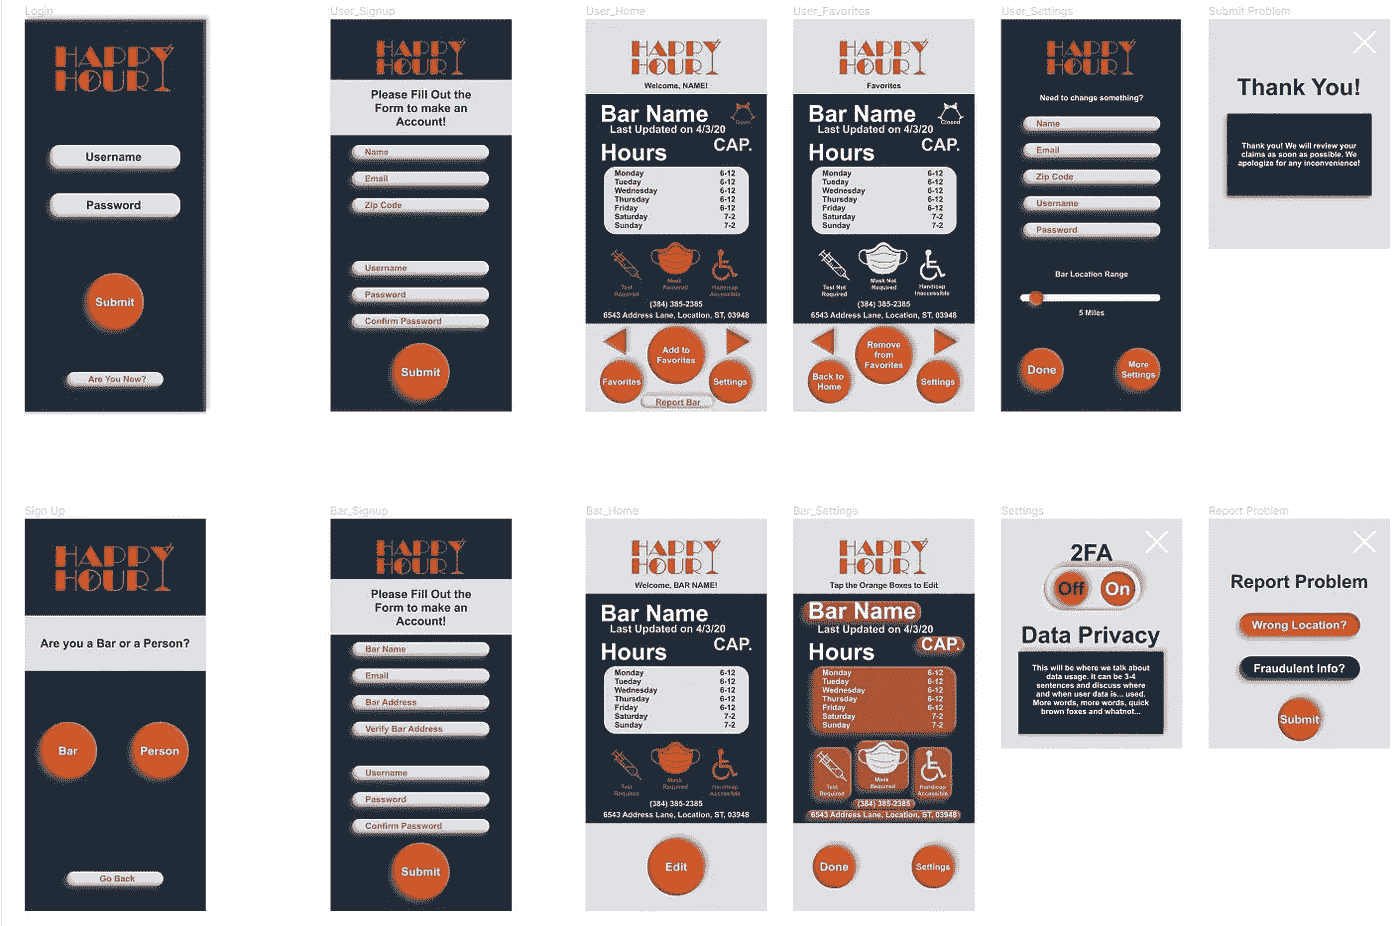 Login
HAPPY
HOUR
Username
Password
Submit
Are You New?
User_Signup
HAPPY
HOUR
Please Fill Out the
Form to make an
Account!
Name
Email
Zip Code
Username
Password
Confirm Password
Submit
User_Home
HAPPY
HOUR
Welcome, NAME!
Bar Name
Open
Last Updated on 4/3/20
CAP.
Hours
Monday 6-12
Tueday 6-12
Wednesday 6-12
Thursday 6-12
Friday 6-12
Saturday 7-2
Sunday 7-2
Test
Required
Mask
Required
Handicap
Accessible
(384) 385-2385
6543 Address Lane, Location, ST, 03948
Add to
Favorites
Favorites
Settings
Report Bar
User_Favorites
HAPPY
HOUR
Favorites
Bar Name
Closed
Last Updated on 4/3/20
CAP.
Hours
Monday 6-12
Tueday 6-12
Wednesday 6-12
Thursday 6-12
Friday 6-12
Saturday 7-2
Sunday 7-2
Test Not
Required
Mask Not
Required
Handicap
Inaccessible
(384) 385-2385
6543 Address Lane, Location, ST, 03948
Remove
from
Favorites
Back to
Home
Settings
User_Settings
HAPPY
HOUR
Need to change something?
Name
Email
Zip Code
Username
Password
Bar Location Range
5 Miles
Done
More
Settings
Submit Problem
Thank You!
Thank you! We will review your
claims as soon as possible. We
apologize for any inconvenience!
Sign Up
HAPPY
HOUR
Are you a Bar or a Person?
Bar
Person
Go Back
Bar_Signup
HAPPY
HOUR
Please Fill Out the
Form to make an
Account!
Bar Name
Email
Bar Address
Verify Bar Address
Username
Password
Confirm Password
Submit
Bar_Home
HAPPY
HOUR
Welcome, BAR NAME!
Bar Name
Last Updated on 4/3/20
CAP.
Hours
Monday 6-12
Tueday 6-12
Wednesday 6-12
Thursday 6-12
Friday 6-12
Saturday 7-2
Sunday 7-2
Test
Required
Mask
Required
Handicap
Accessible
(384) 385-2385
6543 Address Lane, Location, ST, 03948
Edit
Bar_Settings
HAPPY
HOUR
Tap the Orange Boxes to Edit
Bar Name
Last Updated on 4/3/20
CAP.
Hours
Monday 6-12
Tueday 6-12
Wednesday 6-12
Thursday 6-12
Friday 6-12
Saturday 7-2
Sunday 7-2
Test
Required
Mask
Required
Handicap
Accessible
(384) 385-2385
6543 Address Lane, Location, ST, 03948
Done
Settings
Settings
2FA
Off
On
Data Privacy
This will be where we talk about
data usage. It can be 3-4
sentences and discuss where
and when user data is... used.
More words, more words, quick
brown foxes and whatnot...
Report Problem
Report Problem
Wrong Location?
Fraudulent Info?
Submit